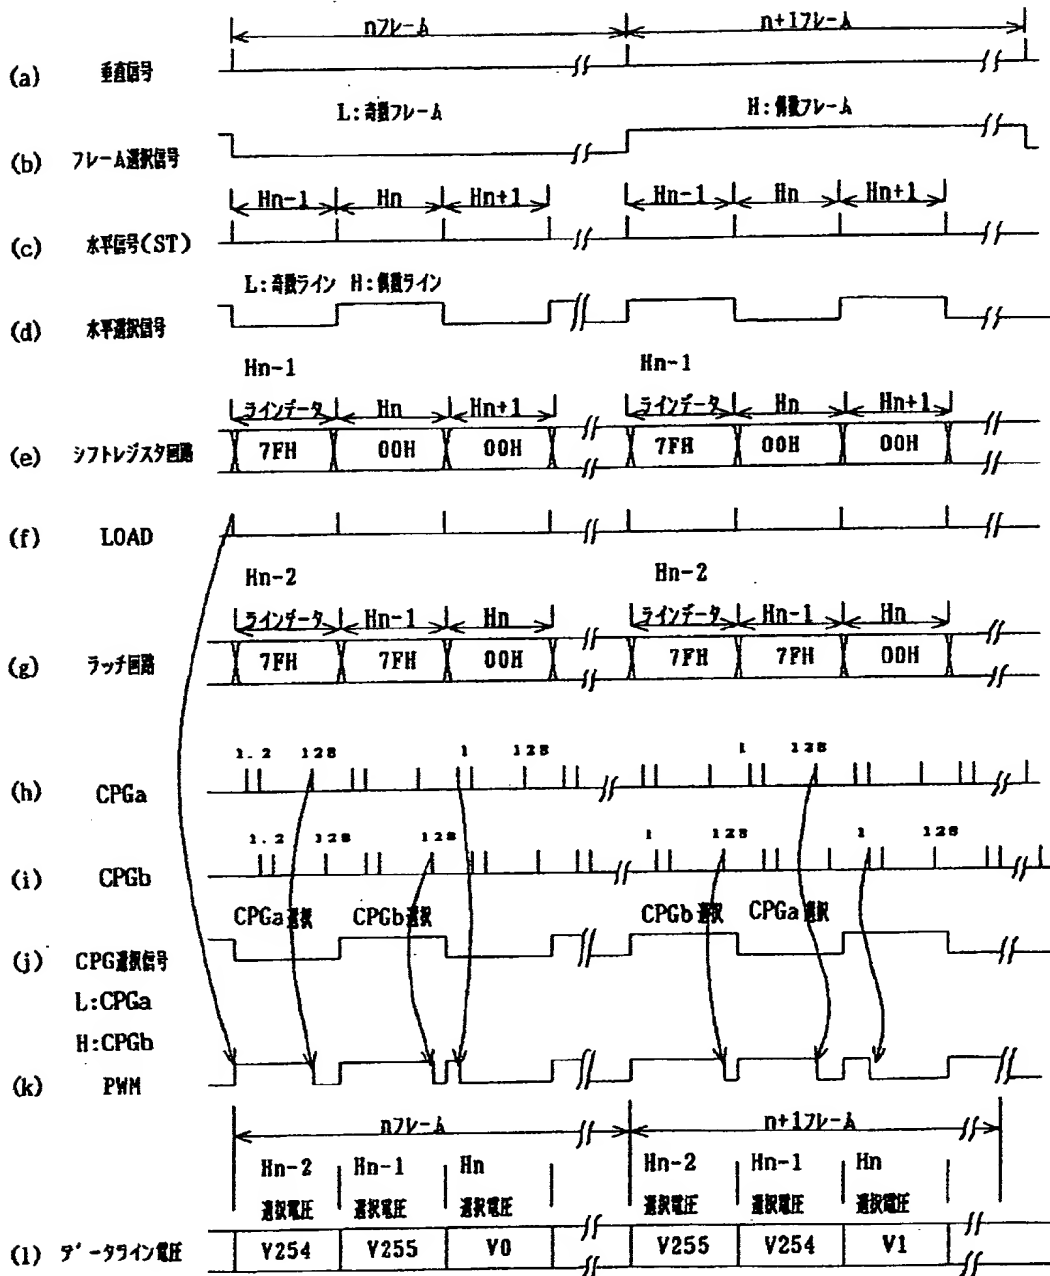 nフレーム n+1フレーム
(a) 垂直信号
L:奇数フレーム H:偶数フレーム
(b) フレーム選択信号
Hn-1 Hn Hn+1 Hn-1 Hn Hn+1
(c) 水平信号(ST)
L:奇数ライン H:偶数ライン
(d) 水平選択信号
Hn-1 Hn-1
ラインデータ Hn Hn+1 ラインデータ Hn Hn+1
(e) シフトレジスタ回路 7FH 00H 00H 7FH 00H 00H
(f) LOAD
Hn-2 Hn-2
ラインデータ Hn-1 Hn ラインデータ Hn-1 Hn
(g) ラッチ回路 7FH 7FH 00H 7FH 7FH 00H
1.2 128 1 128 1 128
(h) CPGa
1.2 128 128 1 128 1 128
(i) CPGb
CPGa選択 CPGb選択 CPGb選択 CPGa選択
(j) CPG選択信号
L:CPGa
H:CPGb
(k) PWM
nフレーム n+1フレーム
Hn-2 Hn-1 Hn Hn-2 Hn-1 Hn
選択電圧 選択電圧 選択電圧 選択電圧 選択電圧 選択電圧
(l) データライン電圧 V254 V255 V0 V255 V254 V1